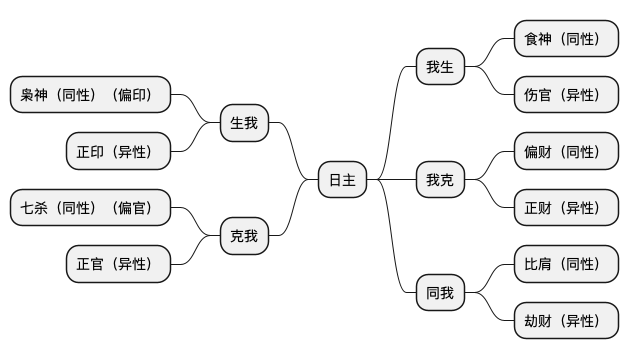 日主
我生
食神（同性）
伤官（异性）
我克
偏财（同性）
正财（异性）
同我
比肩（同性）
劫财（异性）
生我
枭神（同性）（偏印）
正印（异性）
克我
七杀（同性）（偏官）
正官（异性）